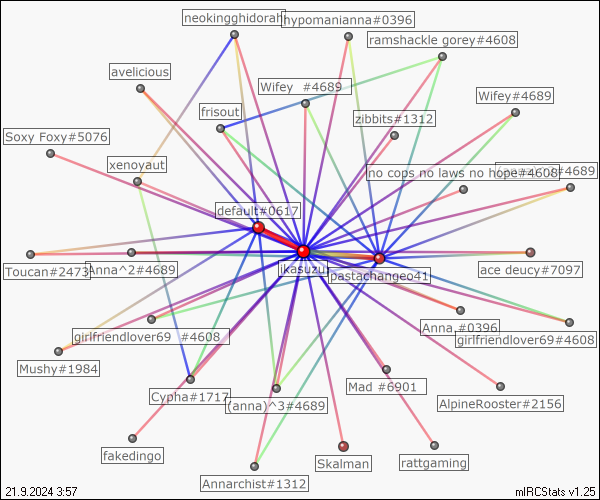 neokingghidorah
hypomanianna#0396
ramshackle gorey#4608
avelicious
Wifey #4689
Wifey#4689
frisout
zibbits#1312
Soxy Foxy#5076
xenoyaut
no cops no laws no hope#4608
#4689
default#0617
Toucan#2473
Anna^2#4689
ikasuzu
pastachangeo41
ace deucy#7097
girlfriendlover69 #4608
Anna #0396
girlfriendlover69#4608
Mushy#1984
Cypha#1717
(anna)^3#4689
Mad #6901
AlpineRooster#2156
fakedingo
Skalman
rattgaming
Annarchist#1312
21.9.2024 3:57
mIRCStats v1.25